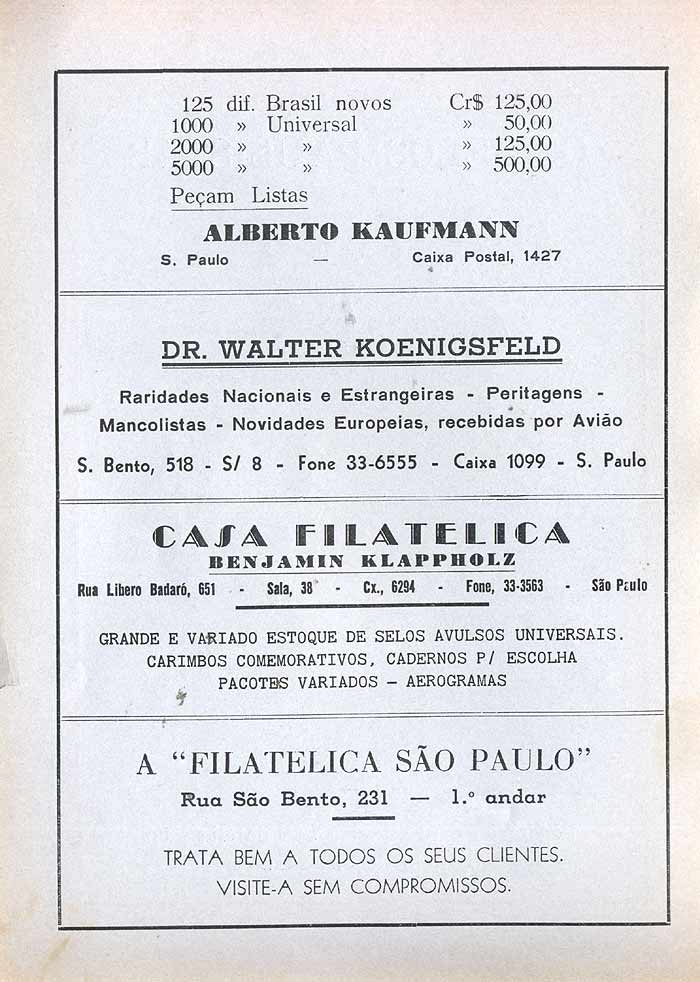 125 dif. Brasil novos Cr$ 125,00
1000 » Universal » 50,00
2000 » » » 125,00
5000 » » » 500,00
Peçam Listas
ALBERTO KAUFMANN
S. Paulo — Caixa Postal, 1427
DR. WALTER KOENIGSFELD
Raridades Nacionais e Estrangeiras - Peritagens -
Mancolistas - Novidades Europeias, recebidas por Avião
S. Bento, 518 - S/ 8 - Fone 33-6555 - Caixa 1099 - S. Paulo
CASA FILATELICA
BENJAMIN KLAPPHOLZ
Rua Libero Badaró, 651 - Sala, 38 - Cx., 6294 - Fone, 33-3563 - São Paulo
GRANDE E VARIADO ESTOQUE DE SELOS AVULSOS UNIVERSAIS.
CARIMBOS COMEMORATIVOS, CADERNOS P/ ESCOLHA
PACOTES VARIADOS — AEROGRAMAS
A “FILATELICA SÃO PAULO”
Rua São Bento, 231 — 1.º andar
TRATA BEM A TODOS OS SEUS CLIENTES.
VISITE-A SEM COMPROMISSOS.